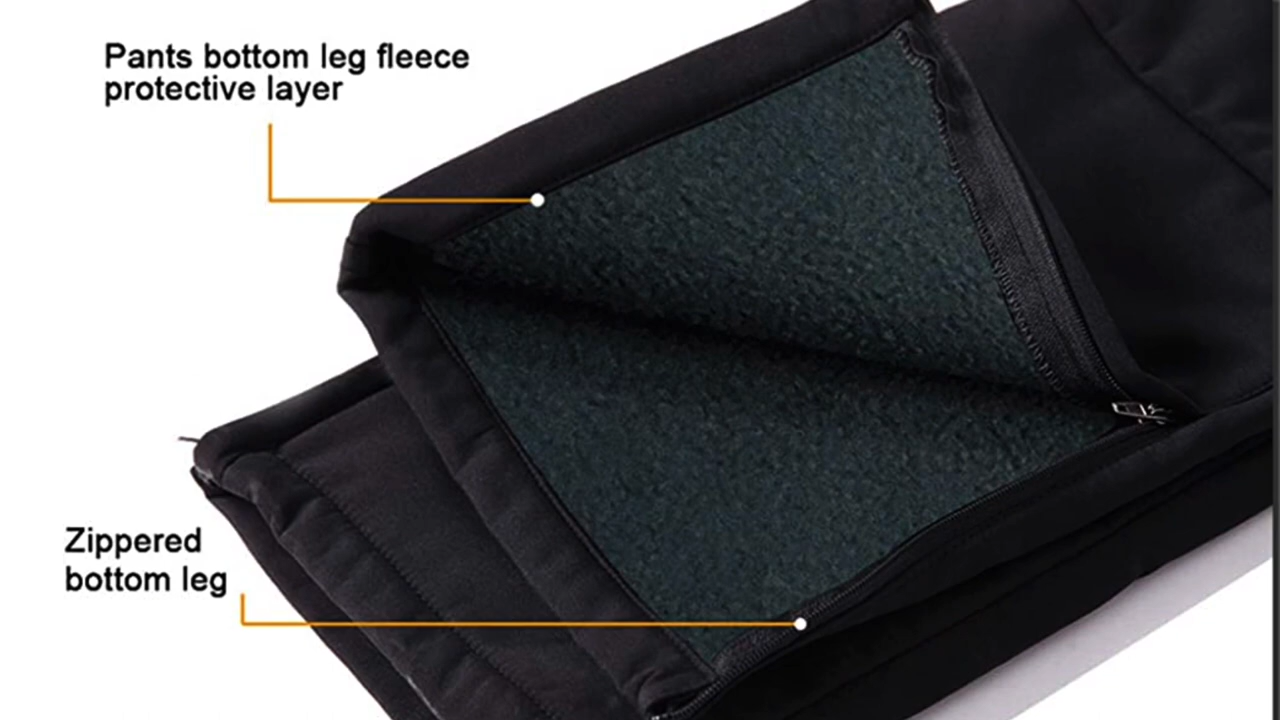 Pants bottom leg fleece
protective layer
Zippered
bottom leg